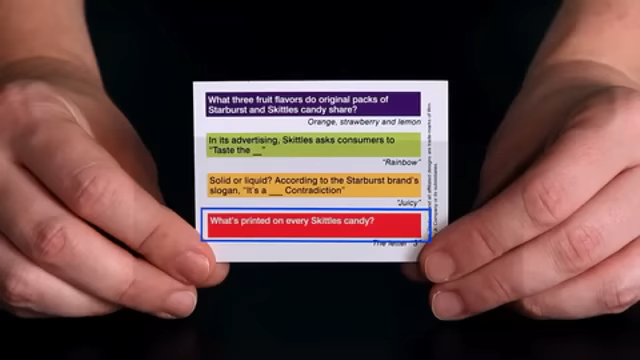 What three fruit flavors do original packs of
Starburst and Skittles candy share?
Orange, strawberry and lemon
In its advertising, Skittles asks consumers to
"Taste the __"
"Rainbow"
Solid or liquid? According to the Starburst brand's
slogan, "It's a ___ Contradiction"
"Juicy"
What's printed on every Skittles candy?
The letter "S"